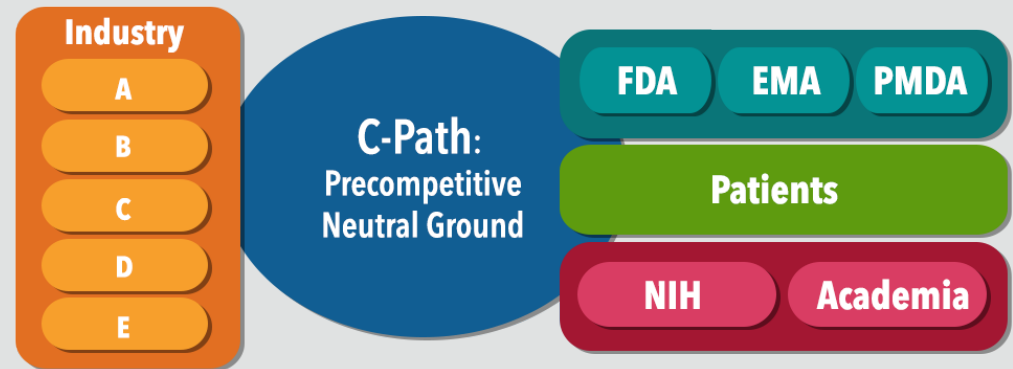 Industry
A
B
C
D
E
C-Path:
Precompetitive
Neutral Ground
FDA EMA PMDA
Patients
NIH Academia